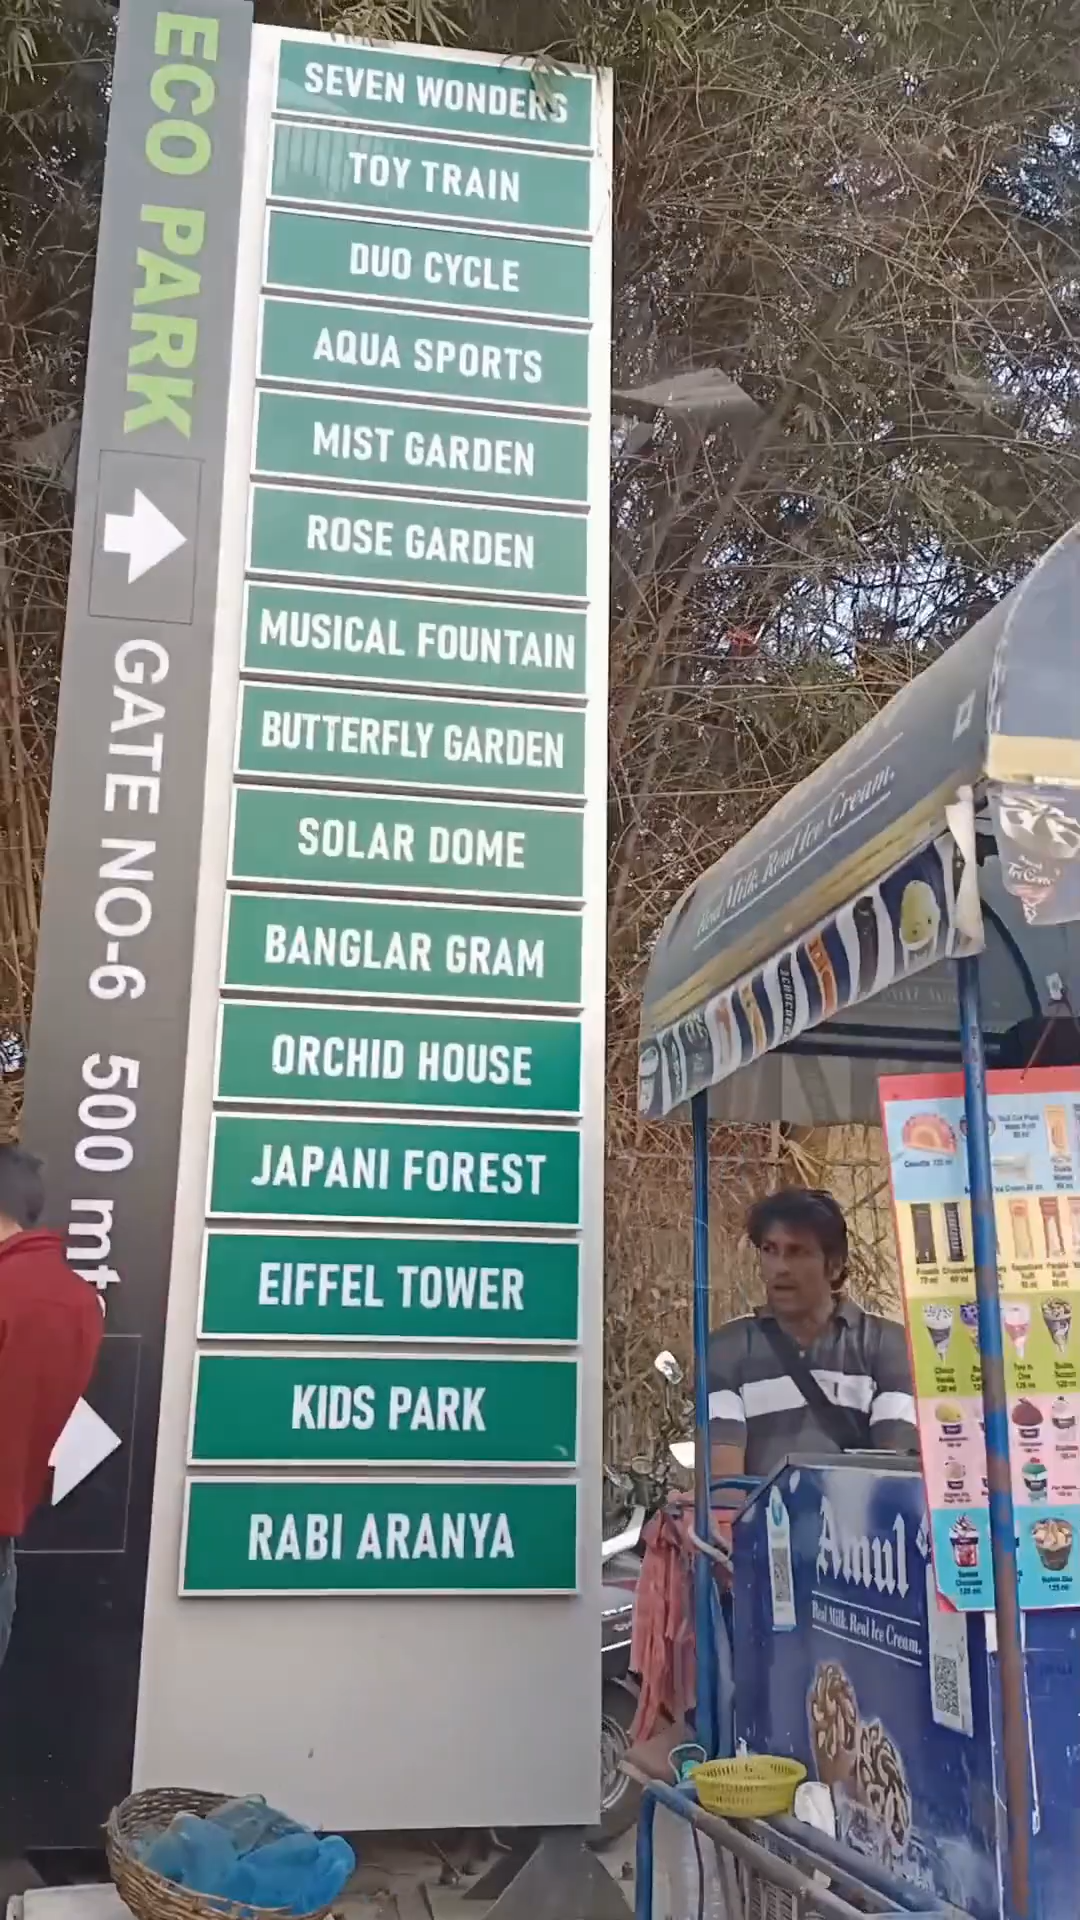 ECO PARK
GATE NO-6 500 mt
SEVEN WONDERS
TOY TRAIN
DUO CYCLE
AQUA SPORTS
MIST GARDEN
ROSE GARDEN
MUSICAL FOUNTAIN
BUTTERFLY GARDEN
SOLAR DOME
BANGLAR GRAM
ORCHID HOUSE
JAPANI FOREST
EIFFEL TOWER
KIDS PARK
RABI ARANYA
Real Milk. Real Ice Cream.
Amul
Real Milk. Real Ice Cream.